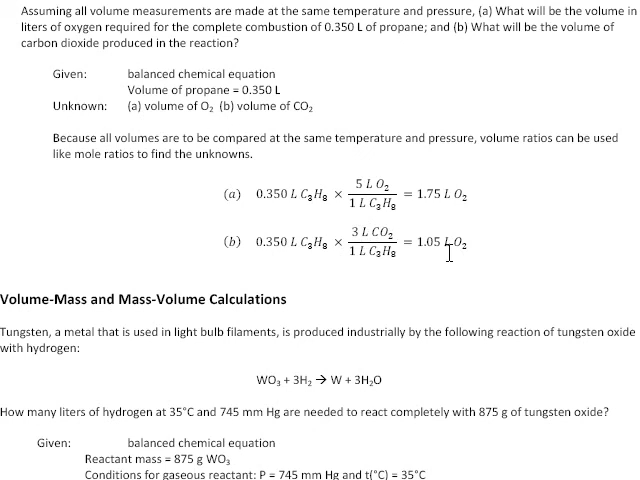 Assuming all volume measurements are made at the same temperature and pressure, (a) What will be the volume in
liters of oxygen required for the complete combustion of 0.350 L of propane; and (b) What will be the volume of
carbon dioxide produced in the reaction?
Given: balanced chemical equation
Volume of propane = 0.350 L
Unknown: (a) volume of O₂ (b) volume of CO₂
Because all volumes are to be compared at the same temperature and pressure, volume ratios can be used
like mole ratios to find the unknowns.
(a) 0.350 L C₃H₈ × 5 L O₂ / 1 L C₃H₈ = 1.75 L O₂
(b) 0.350 L C₃H₈ × 3 L CO₂ / 1 L C₃H₈ = 1.05 L O₂
Volume-Mass and Mass-Volume Calculations
Tungsten, a metal that is used in light bulb filaments, is produced industrially by the following reaction of tungsten oxide
with hydrogen:
WO₃ + 3H₂ → W + 3H₂O
How many liters of hydrogen at 35°C and 745 mm Hg are needed to react completely with 875 g of tungsten oxide?
Given: balanced chemical equation
Reactant mass = 875 g WO₃
Conditions for gaseous reactant: P = 745 mm Hg and t(°C) = 35°C